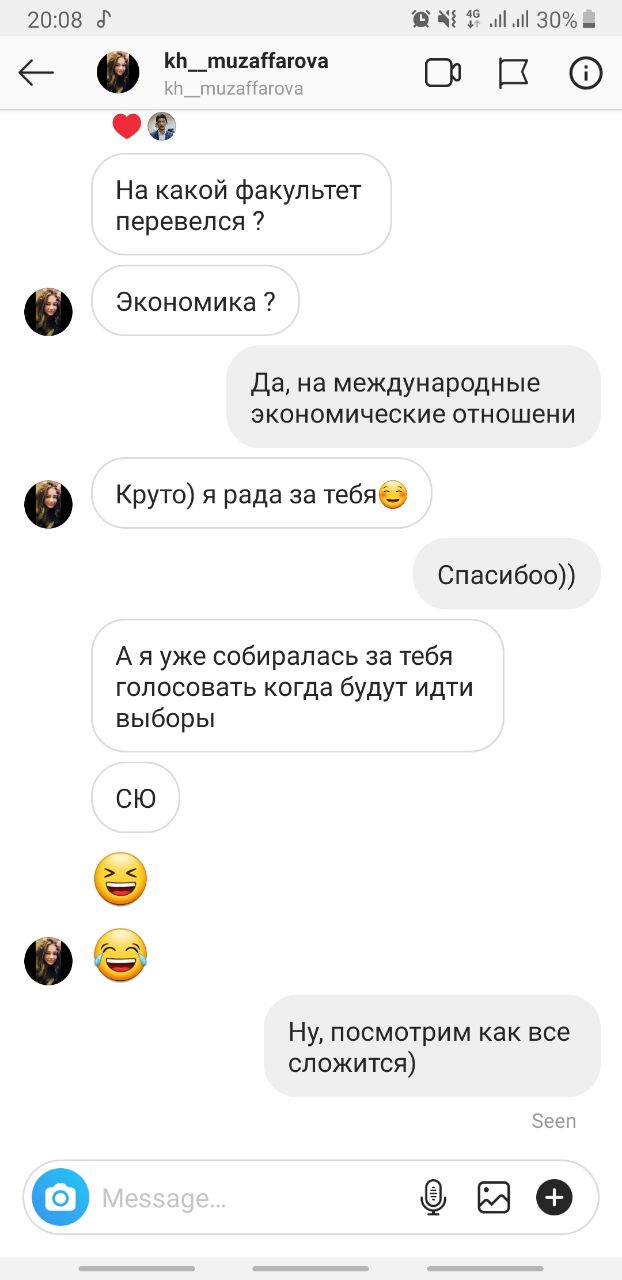 20:08
4G
30%
kh__muzaffarova
kh__muzaffarova
На какой факультет
перевелся ?
Экономика ?
Да, на международные
экономические отношени
Круто) я рада за тебя☺️
Спасибоо))
А я уже собиралась за тебя
голосовать когда будут идти
выборы
СЮ
😆
😂
Ну, посмотрим как все
сложится)
Seen
Message...